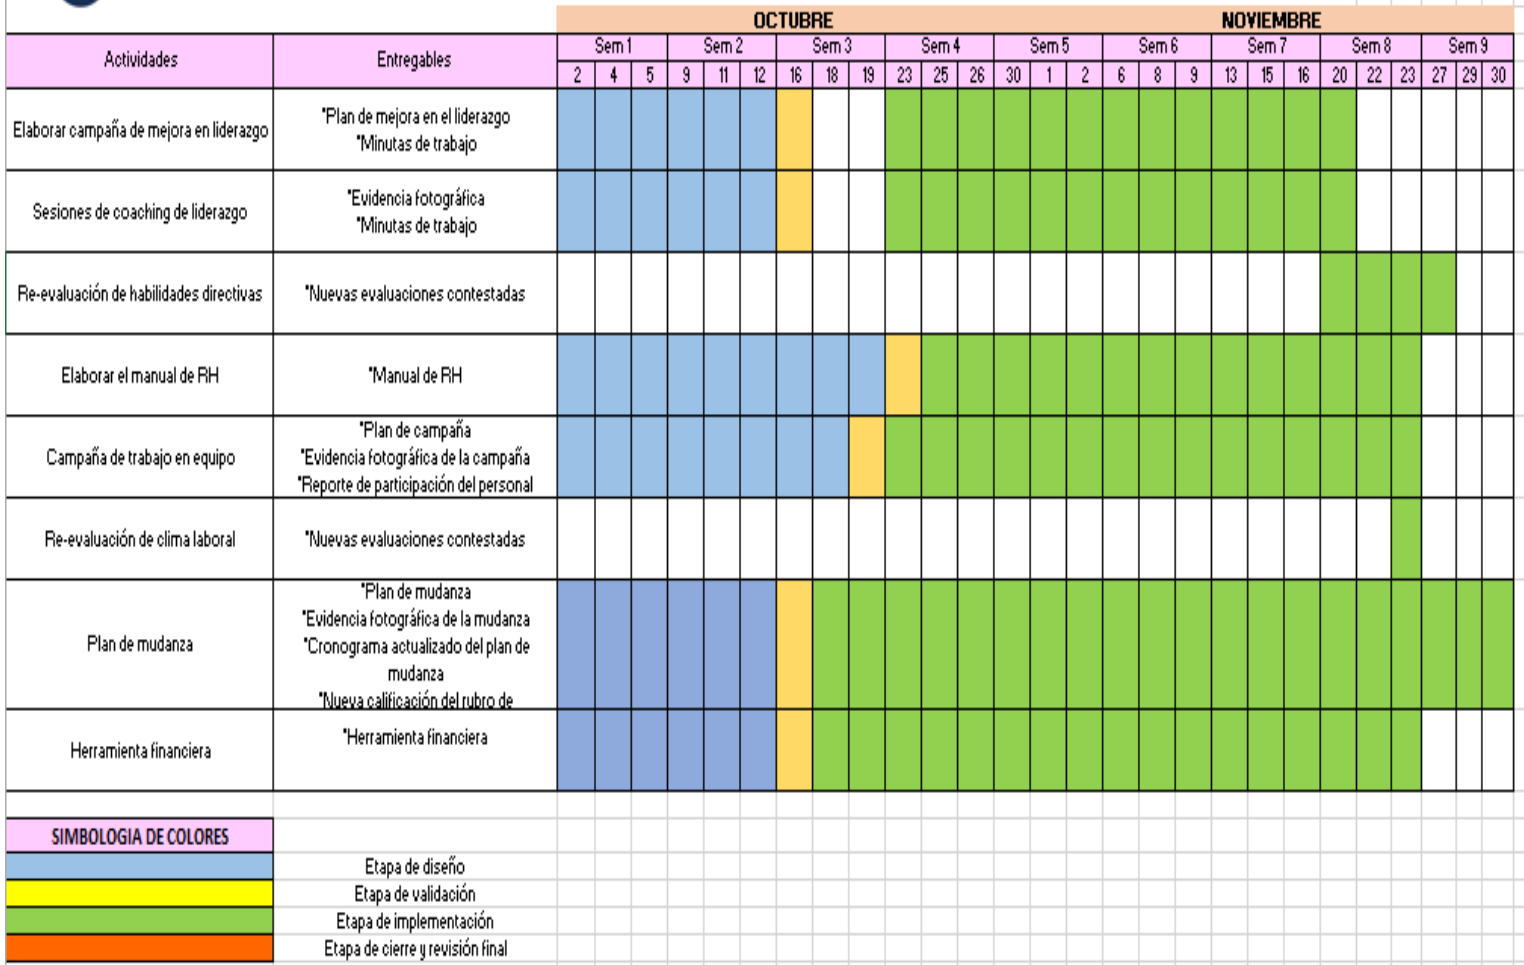 OCTUBRE NOVIEMBRE
Actividades Entregables Sem 1 Sem 2 Sem 3 Sem 4 Sem 5 Sem 6 Sem 7 Sem 8 Sem 9
2 4 5 9 11 12 16 18 19 23 25 26 30 1 2 6 8 9 13 15 16 20 22 23 27 29 30
Elaborar campaña de mejora en liderazgo
*Plan de mejora en el liderazgo
*Minutas de trabajo
Sesiones de coaching de liderazgo
*Evidencia fotográfica
*Minutas de trabajo
Re-evaluación de habilidades directivas
*Nuevas evaluaciones contestadas
Elaborar el manual de RH
*Manual de RH
Campaña de trabajo en equipo
*Plan de campaña
*Evidencia fotográfica de la campaña
*Reporte de participación del personal
Re-evaluación de clima laboral
*Nuevas evaluaciones contestadas
Plan de mudanza
*Plan de mudanza
*Evidencia fotográfica de la mudanza
*Cronograma actualizado del plan de
mudanza
*Nueva calificación del rubro de
Herramienta financiera
*Herramienta financiera
SIMBOLOGIA DE COLORES
Etapa de diseño
Etapa de validación
Etapa de implementación
Etapa de cierre y revisión final